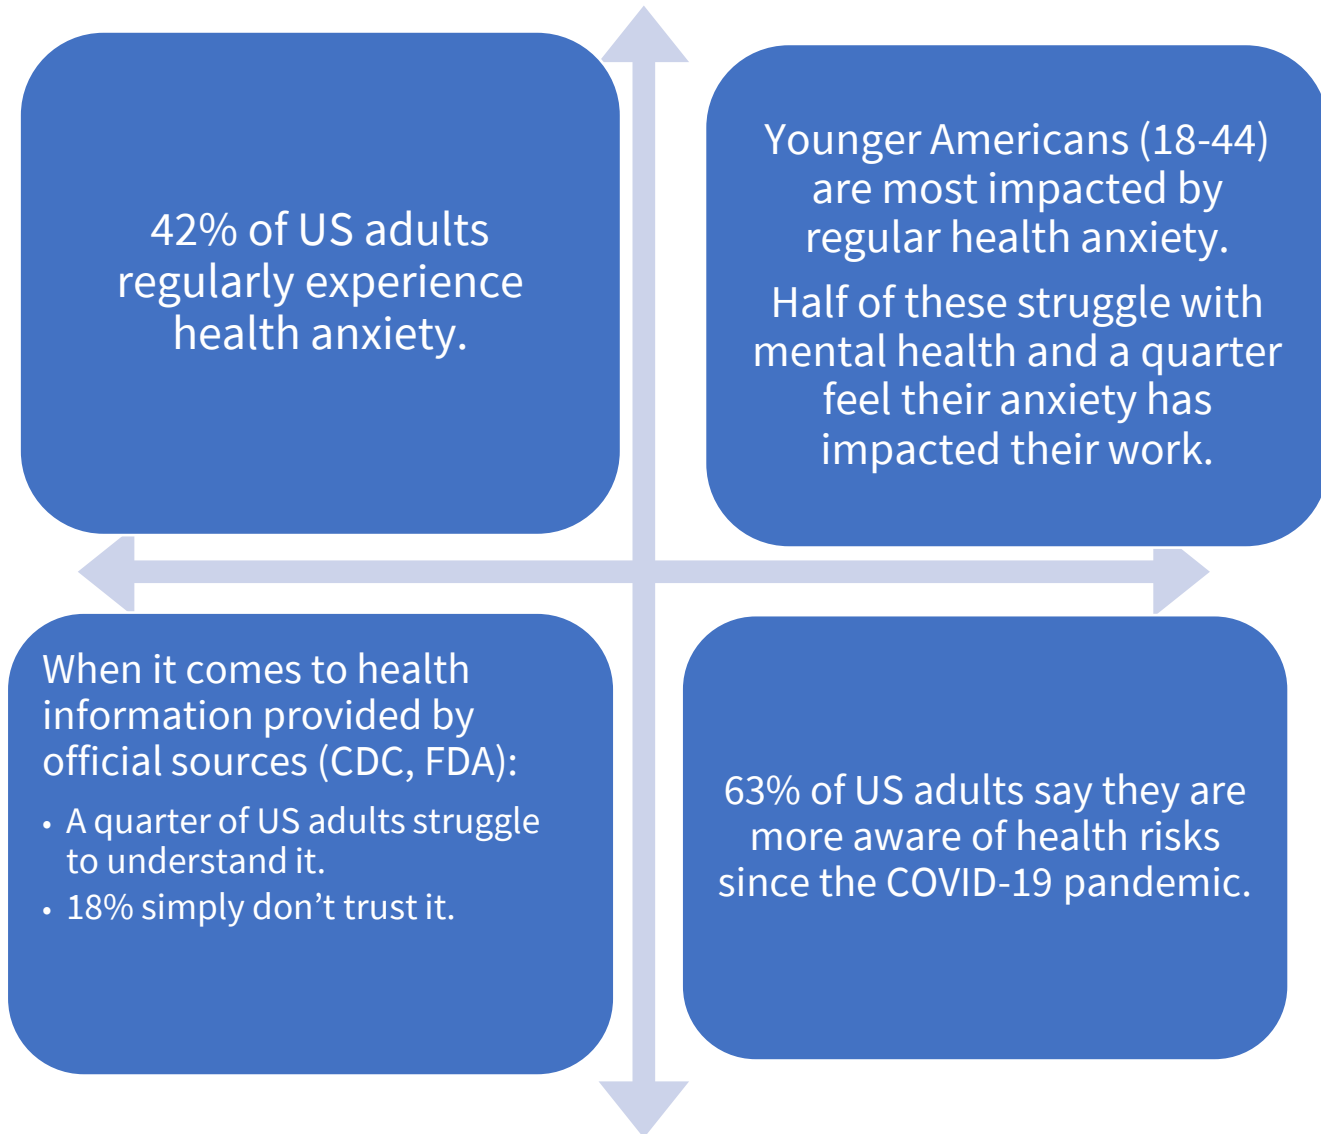 42% of US adults
regularly experience
health anxiety.
Younger Americans (18-44)
are most impacted by
regular health anxiety.
Half of these struggle with
mental health and a quarter
feel their anxiety has
impacted their work.
When it comes to health
information provided by
official sources (CDC, FDA):
• A quarter of US adults struggle
to understand it.
• 18% simply don’t trust it.
63% of US adults say they are
more aware of health risks
since the COVID-19 pandemic.